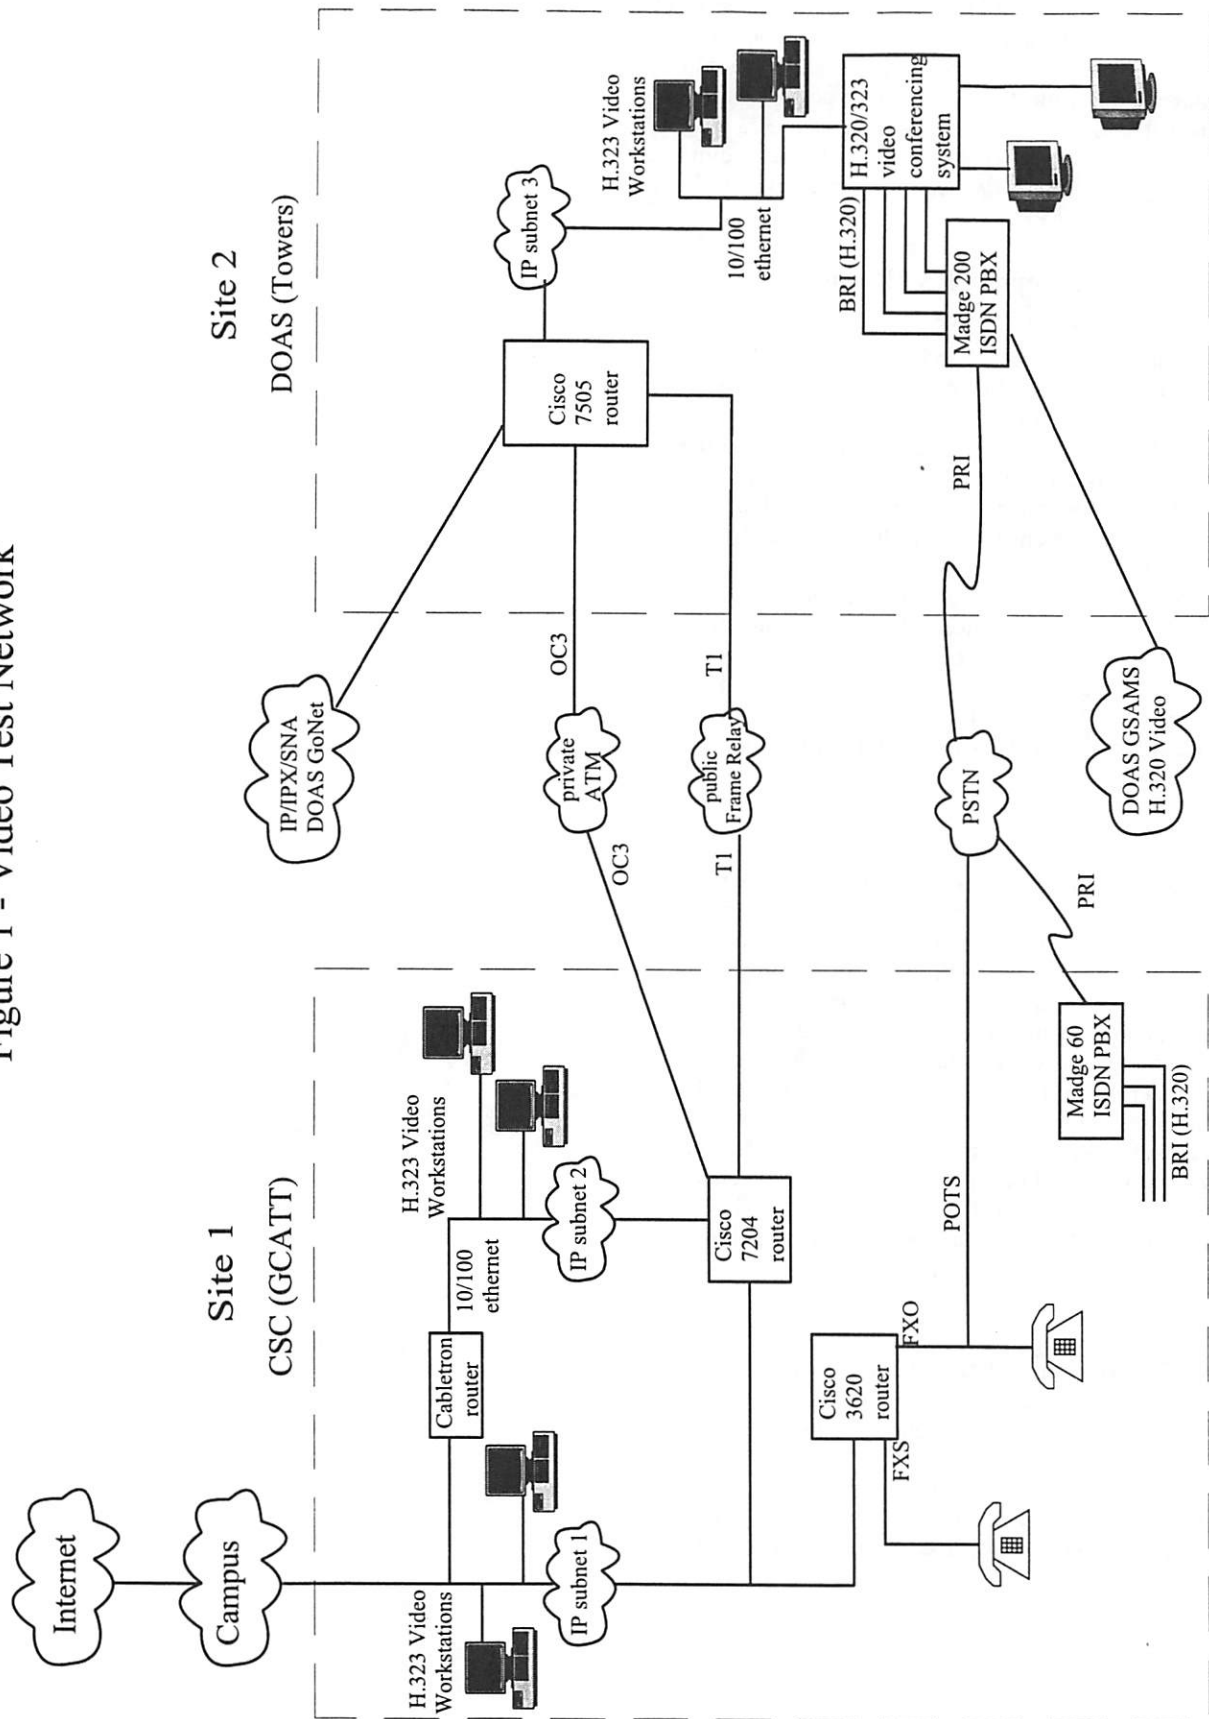 Figure 1 - Video Test Network
Site 1
CSC (GCATT)
Site 2
DOAS (Towers)
Internet
Campus
H.323 Video
Workstations
IP subnet 1
Cabletron
router
10/100
ethernet
H.323 Video
Workstations
IP subnet 2
Cisco
7204
router
Cisco
3620
router
FXS
FXO
POTS
Madge 60
ISDN PBX
BRI (H.320)
PRI
IP/IPX/SNA
DOAS GoNet
OC3
private
ATM
OC3
T1
public
Frame Relay
T1
PSTN
PRI
DOAS GSAMS
H.320 Video
Cisco
7505
router
IP subnet 3
H.323 Video
Workstations
10/100
ethernet
BRI (H.320)
Madge 200
ISDN PBX
H.320/323
video
conferencing
system